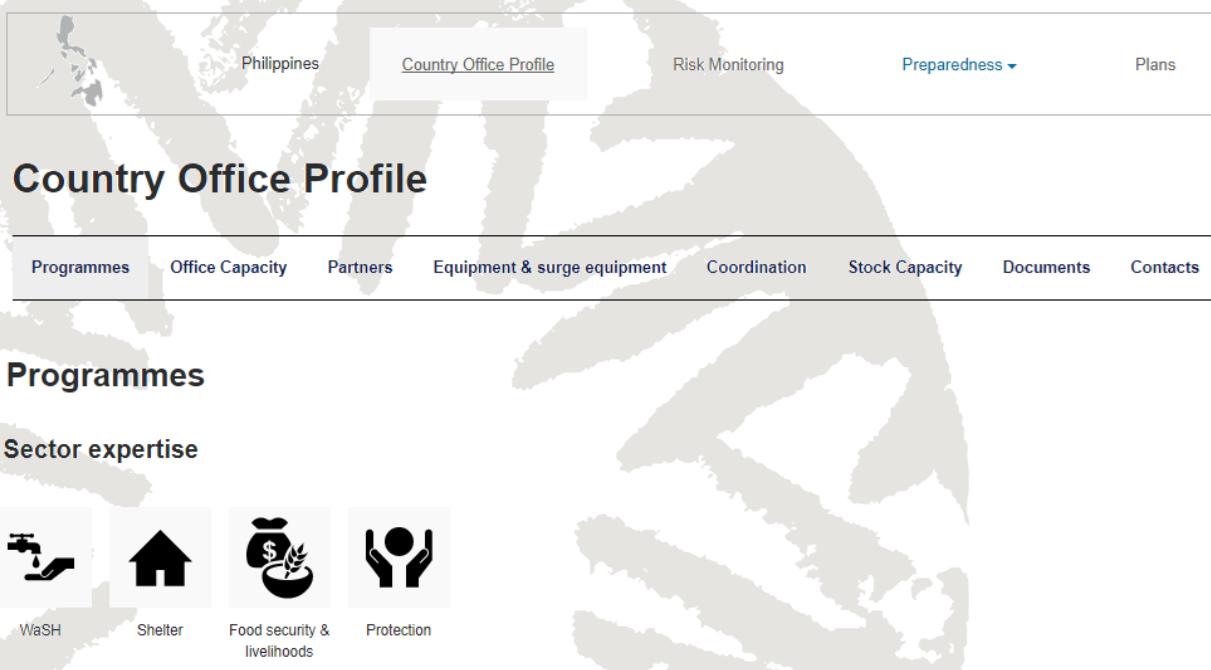 Philippines Country Office Profile Risk Monitoring Preparedness Plans
Country Office Profile
Programmes Office Capacity Partners Equipment & surge equipment Coordination Stock Capacity Documents Contacts
Programmes
Sector expertise
$
WaSH Shelter Food security & Protection
livelihoods